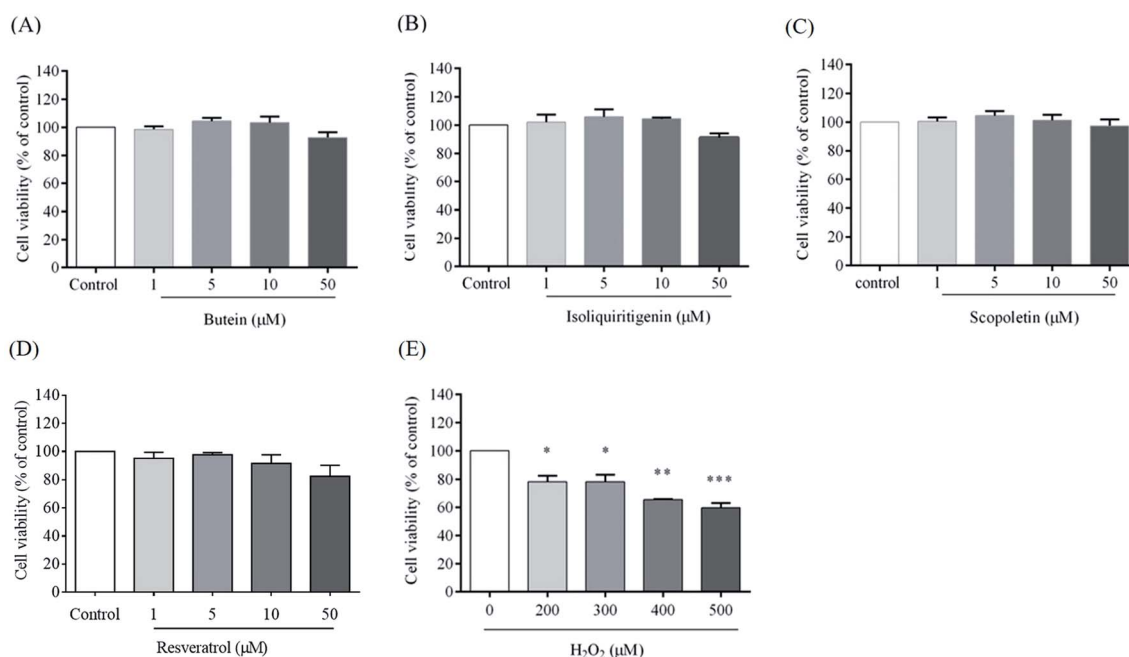 (A)
Cell viability (% of control)
140
120
100
80
60
40
20
0
Control 1 5 10 50
Butein (μM)
(B)
Cell viability (% of control)
140
120
100
80
60
40
20
0
Control 1 5 10 50
Isoliquiritigenin (μM)
(C)
Cell viability (% of control)
140
120
100
80
60
40
20
0
control 1 5 10 50
Scopoletin (μM)
(D)
Cell viability (% of control)
140
120
100
80
60
40
20
0
Control 1 5 10 50
Resveratrol (μM)
(E)
Cell viability (% of control)
140
120
100
80
60
40
20
0
* * ** ***
0 200 300 400 500
H₂O₂ (μM)